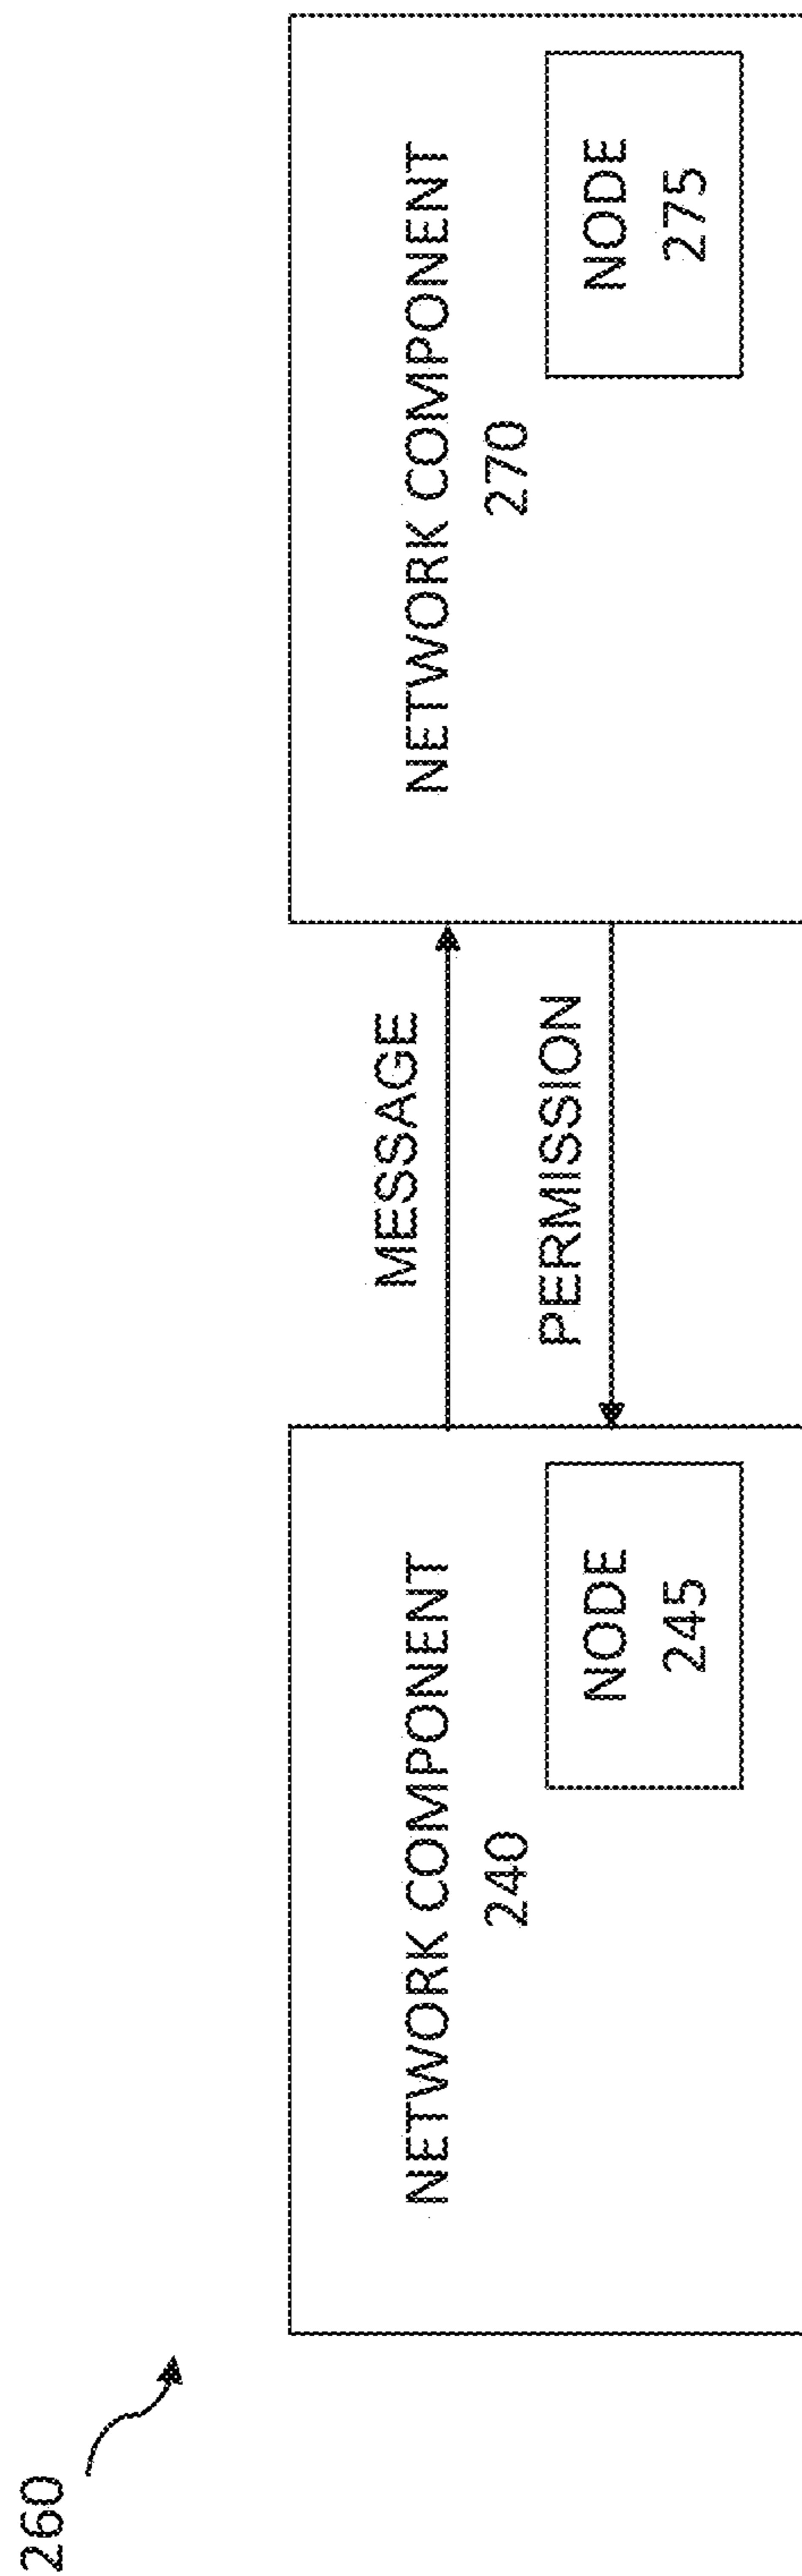 260
NETWORK COMPONENT
240
NODE
245
MESSAGE
PERMISSION
NETWORK COMPONENT
270
NODE
275